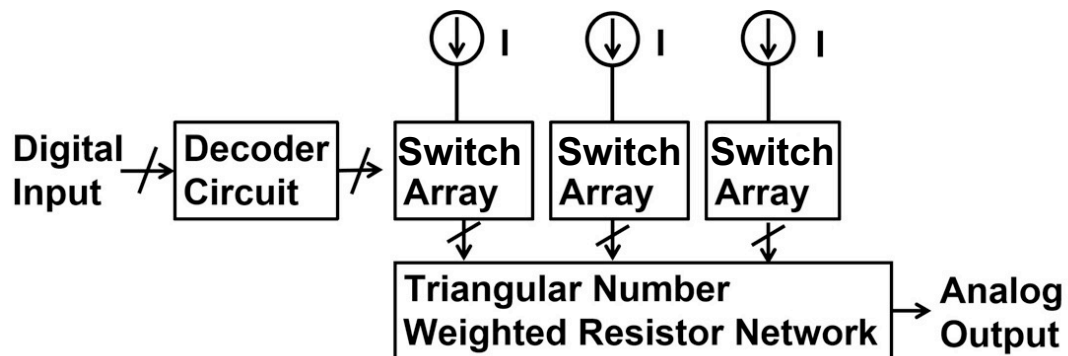 I
I
I
Digital
Input
Decoder
Circuit
Switch
Array
Switch
Array
Switch
Array
Triangular Number
Weighted Resistor Network
Analog
Output